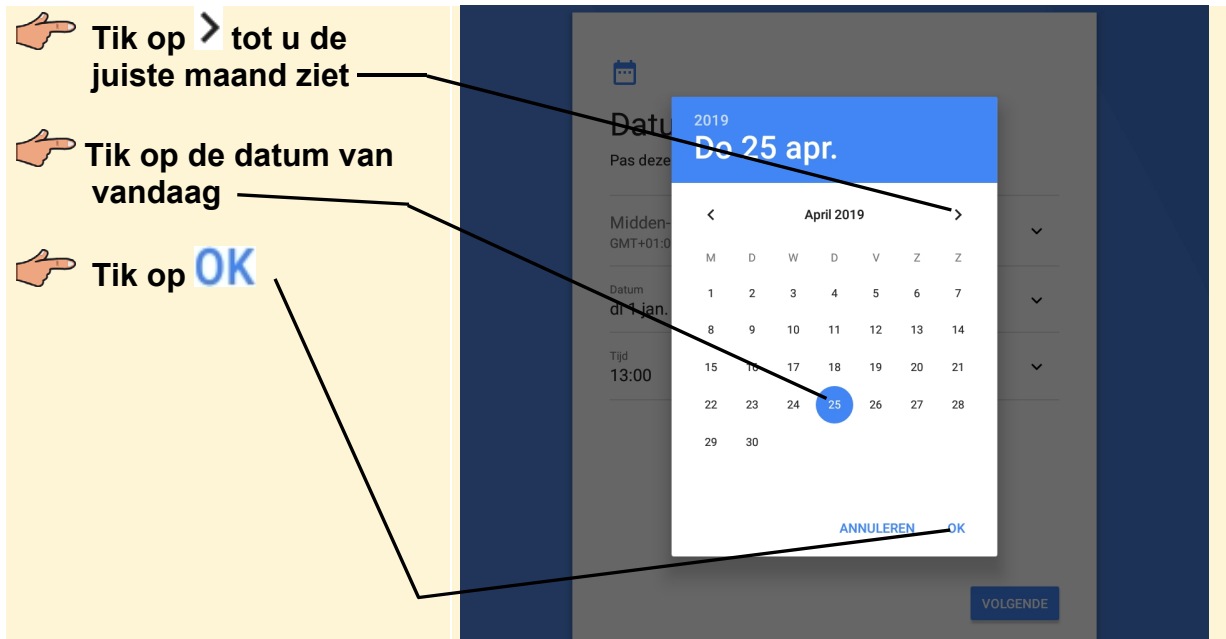 Tik op > tot u de
juiste maand ziet
Tik op de datum van
vandaag
Tik op OK
Datu
Pas deze
Midden-
GMT+01:0
Datum
di 1 jan.
Tijd
13:00
VOLGENDE
2019
Do 25 apr.
< April 2019 >
M D W D V Z Z
1 2 3 4 5 6 7
8 9 10 11 12 13 14
15 16 17 18 19 20 21
22 23 24 25 26 27 28
29 30
ANNULEREN OK